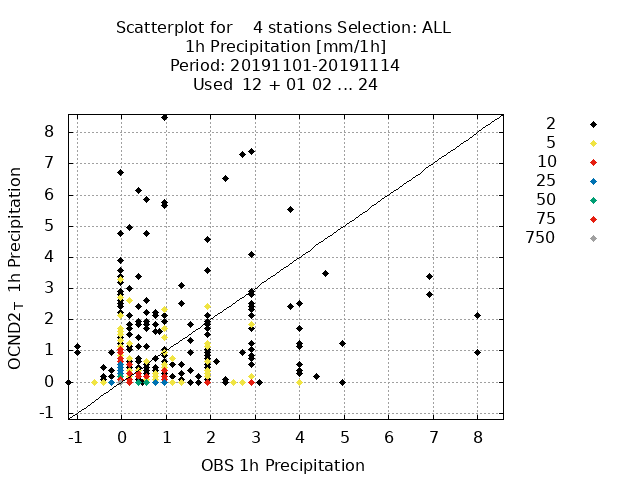 Scatterplot for    4 stations Selection: ALL
1h Precipitation [mm/1h]
Period: 20191101-20191114
Used  12 + 01 02 ... 24
8
7
6
5
4
3
2
1
0
-1
-1 0 1 2 3 4 5 6 7 8
OCND2T  1h Precipitation
OBS 1h Precipitation
2
5
10
25
50
75
750